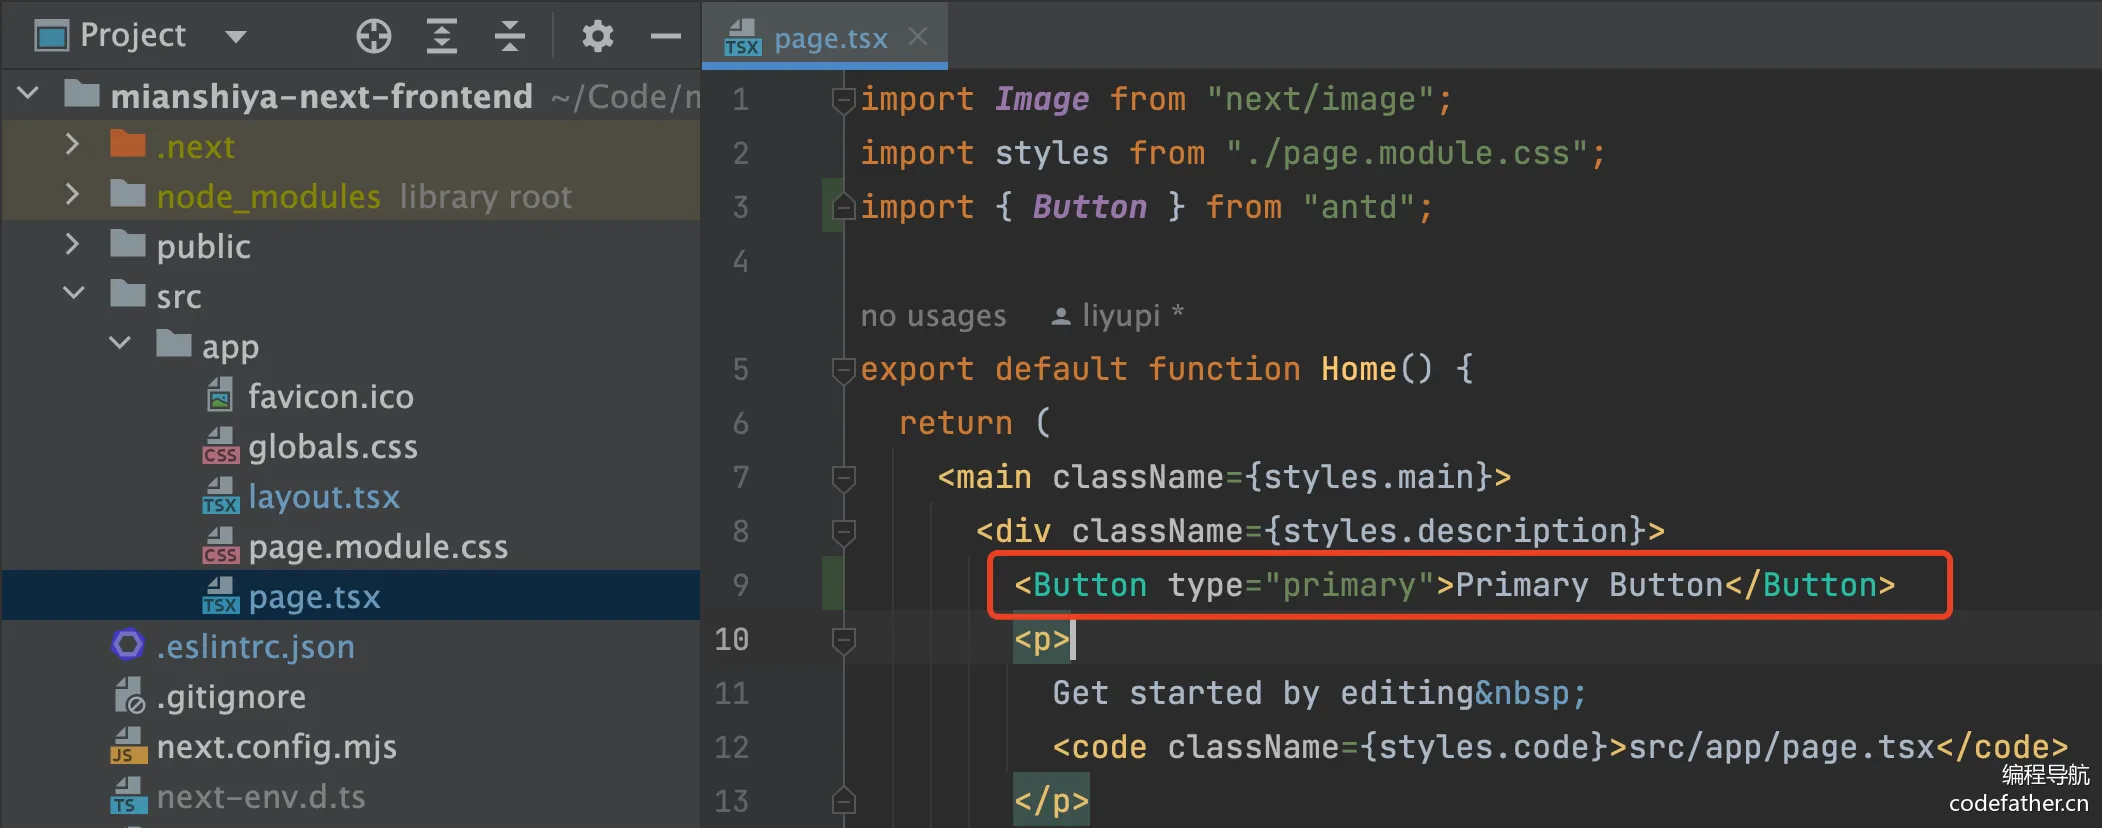 Project
mianshiya-next-frontend ~/Code/m
.next
node_modules library root
public
src
app
favicon.ico
globals.css
layout.tsx
page.module.css
page.tsx
.eslintrc.json
.gitignore
next.config.mjs
next-env.d.ts
page.tsx
1 import Image from "next/image";
2 import styles from "./page.module.css";
3 import { Button } from "antd";
4
no usages liyupi *
5 export default function Home() {
6 return (
7 <main className={styles.main}>
8 <div className={styles.description}>
9 <Button type="primary">Primary Button</Button>
10 <p>
11 Get started by editing&nbsp;
12 <code className={styles.code}>src/app/page.tsx</code>
13 </p>
编程导航
codefather.cn